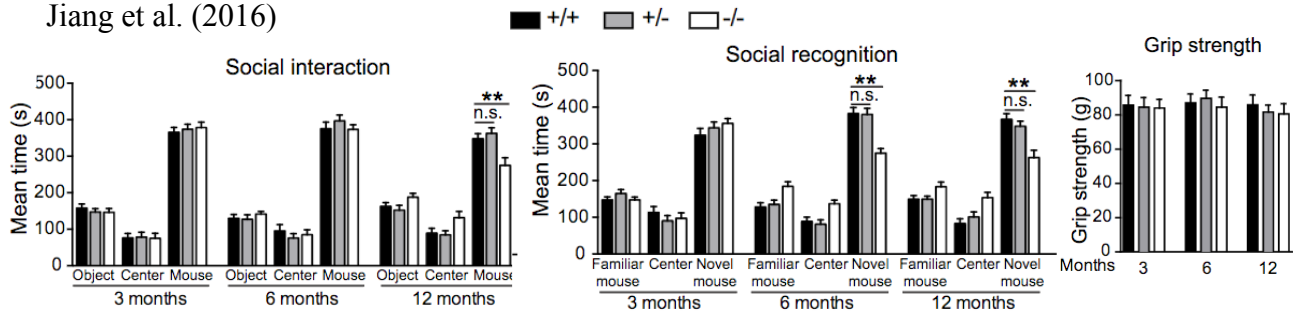 Jiang et al. (2016)
+/+ +/- -/-
Social interaction
Mean time (s)
500
400
300
200
100
0
**
n.s.
Object Center Mouse Object Center Mouse Object Center Mouse
3 months 6 months 12 months
Social recognition
Mean time (s)
500
400
300
200
100
0
**
n.s.
**
n.s.
Familiar mouse Center Novel mouse Familiar mouse Center Novel mouse Familiar mouse Center Novel mouse
3 months 6 months 12 months
Grip strength
Grip strength (g)
100
80
60
40
20
0
Months 3 6 12